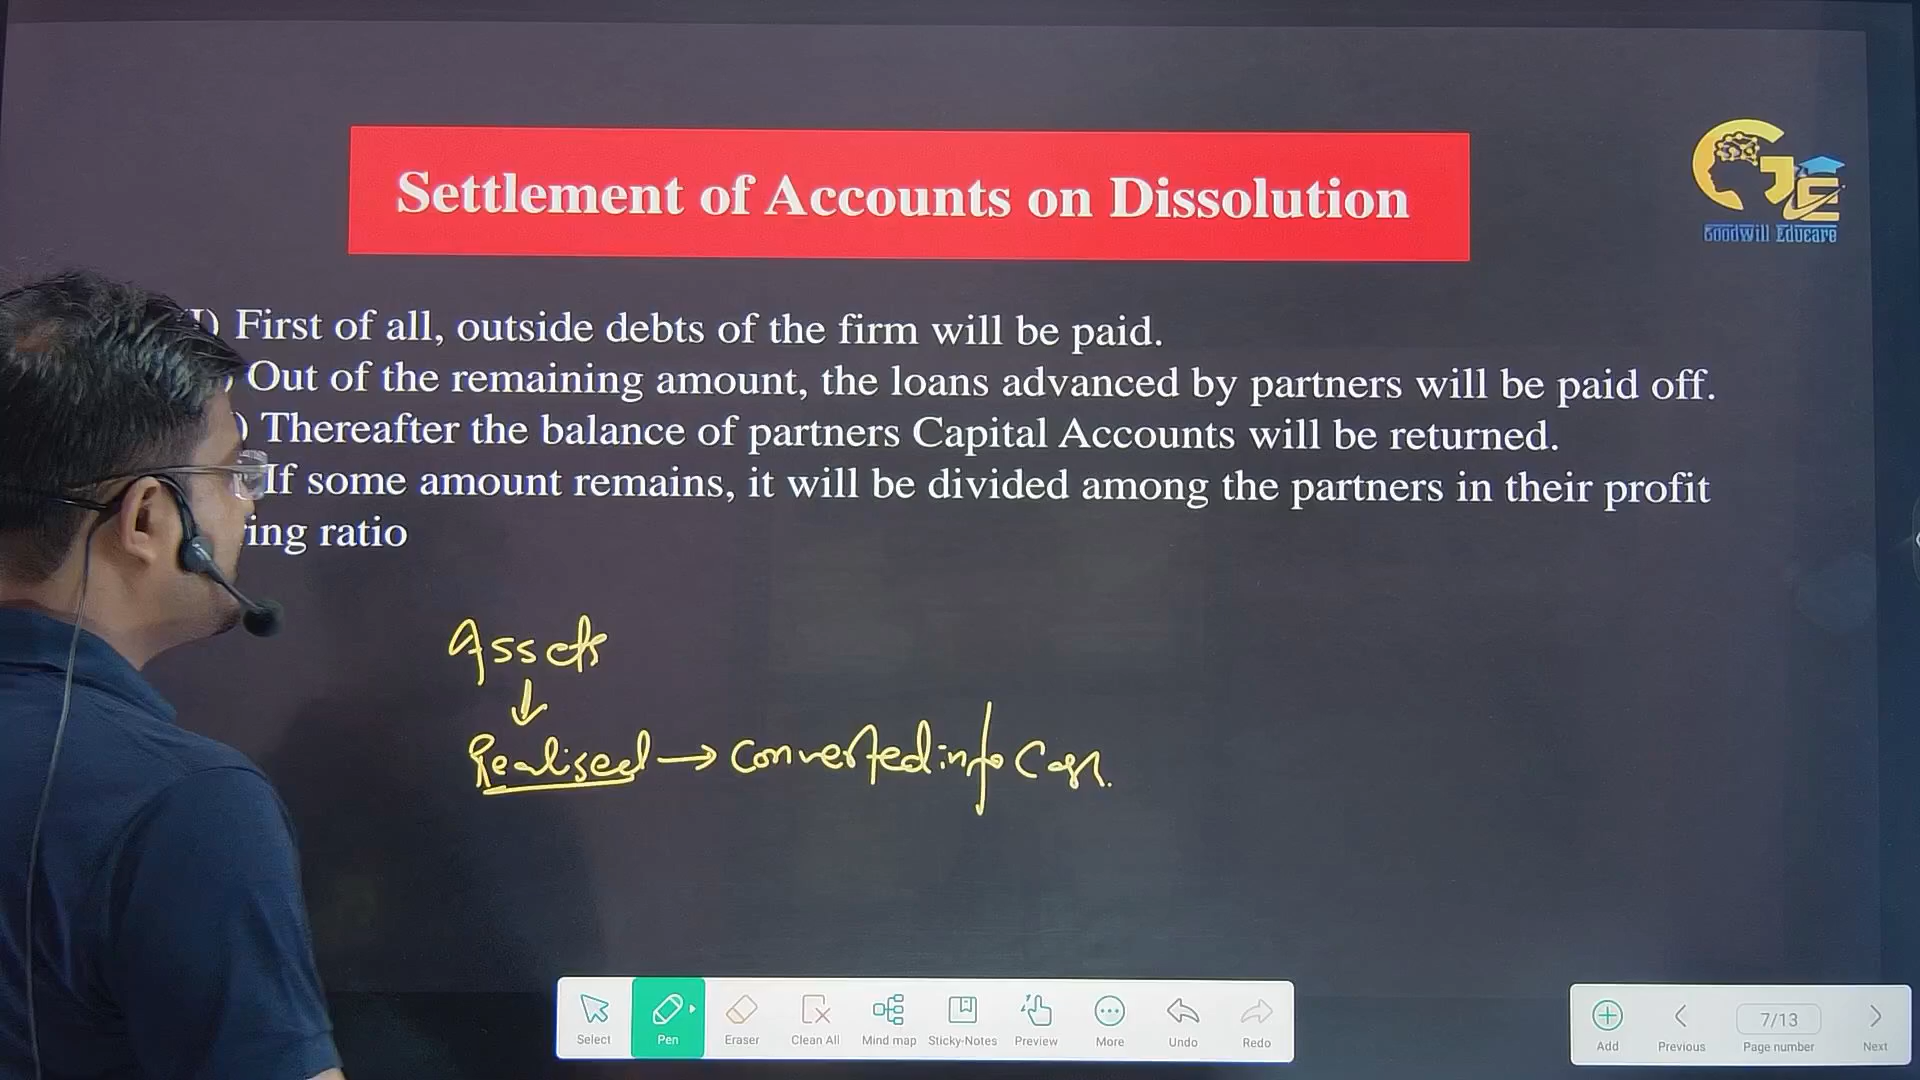 Settlement of Accounts on Dissolution
GE
Goodwill Educare
I) First of all, outside debts of the firm will be paid.
) Out of the remaining amount, the loans advanced by partners will be paid off.
) Thereafter the balance of partners Capital Accounts will be returned.
If some amount remains, it will be divided among the partners in their profit
ring ratio
Assets
↓
Realised → Converted into Cash.
Select Pen Eraser Clean All Mind map Sticky-Notes Preview More Undo Redo
Add Previous 7/13 Page number Next